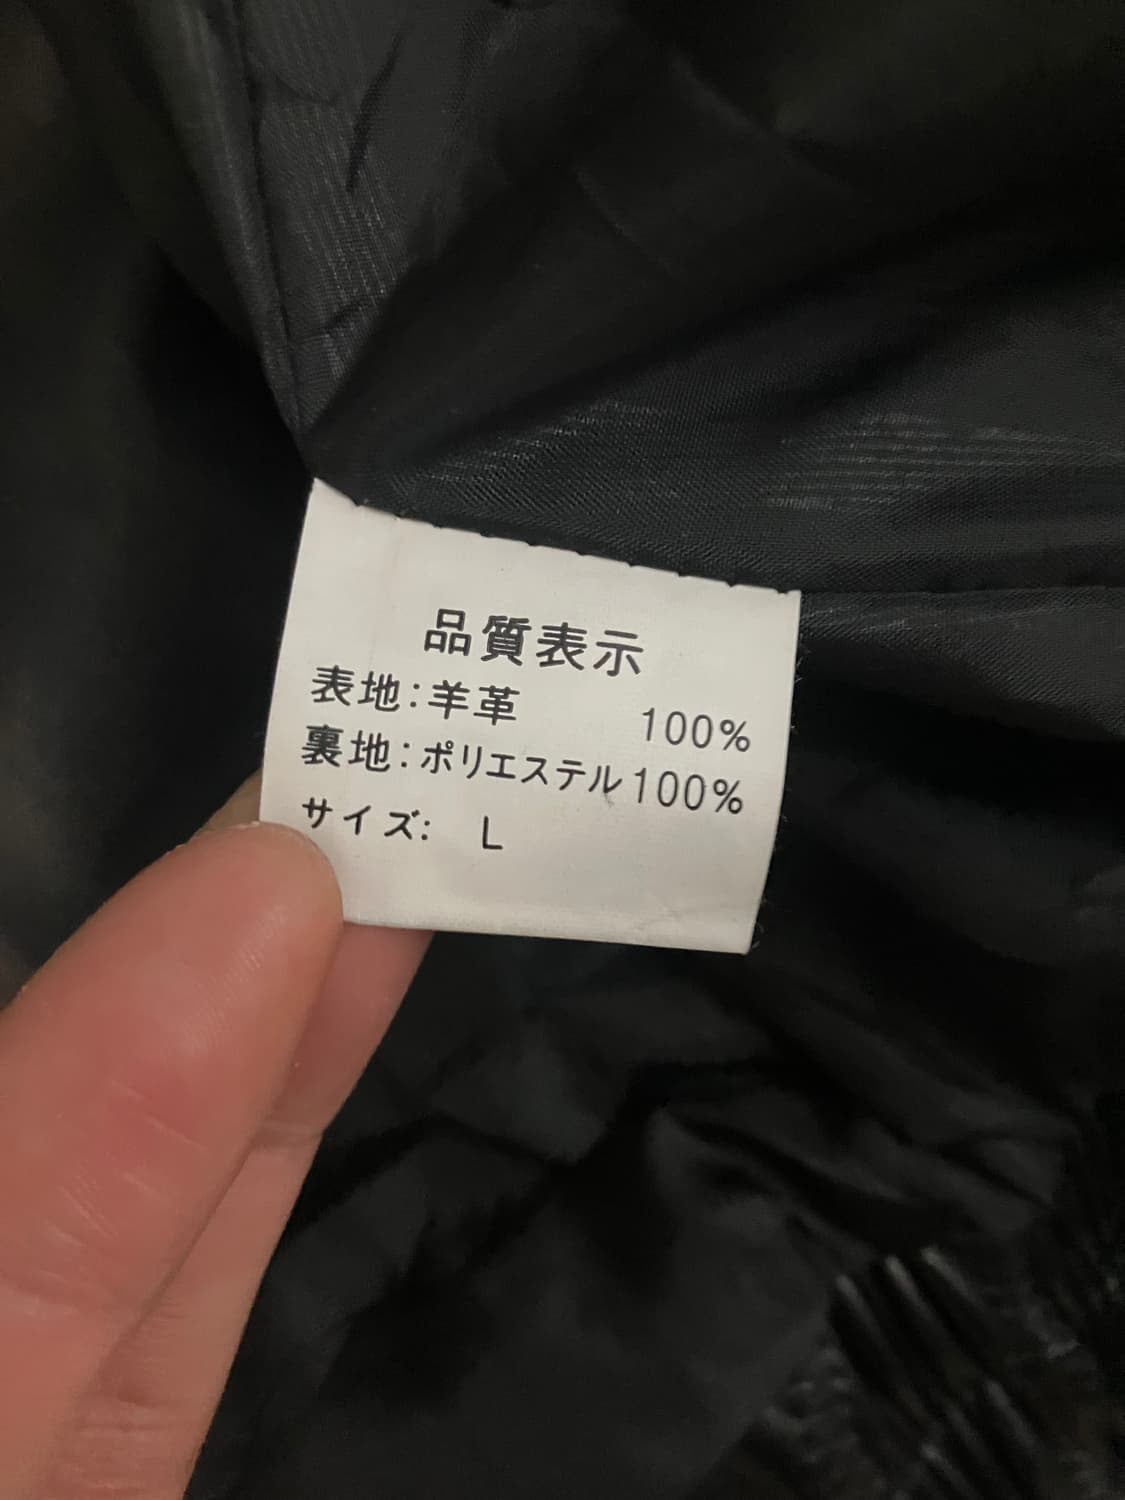 品質表示
表地:羊革 100%
裏地:ポリエステル100%
サイズ: L